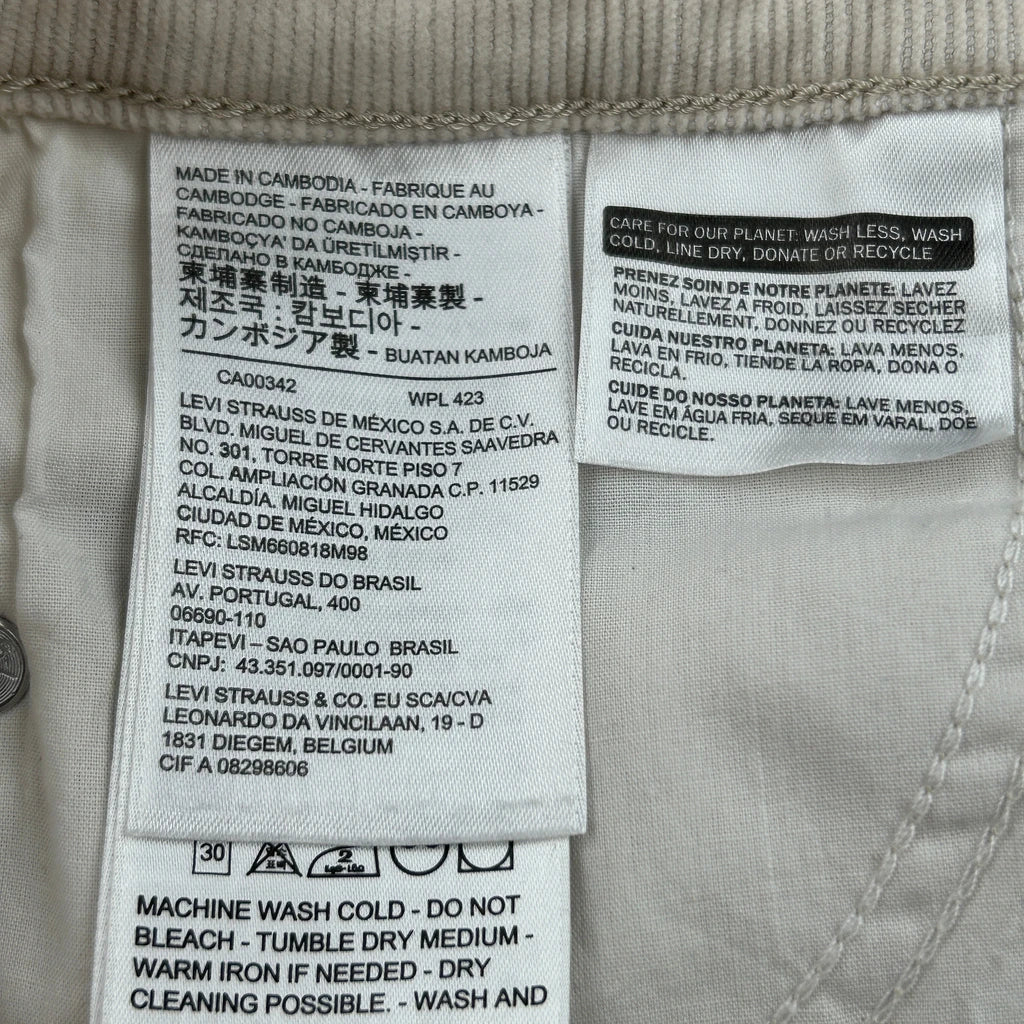 MADE IN CAMBODIA - FABRIQUE AU
CAMBODGE - FABRICADO EN CAMBOYA -
FABRICADO NO CAMBOJA -
KAMBOÇYA' DA ÜRETİLMİŞTİR -
СДЕЛАНО В КАМБОДЖЕ -
柬埔寨制造 - 柬埔寨製 -
제조국 : 캄보디아 -
カンボジア製 - BUATAN KAMBOJA
CA00342 WPL 423
LEVI STRAUSS DE MÉXICO S.A. DE C.V.
BLVD. MIGUEL DE CERVANTES SAAVEDRA
NO. 301, TORRE NORTE PISO 7
COL. AMPLIACIÓN GRANADA C.P. 11529
ALCALDÍA. MIGUEL HIDALGO
CIUDAD DE MÉXICO, MÉXICO
RFC: LSM660818M98
LEVI STRAUSS DO BRASIL
AV. PORTUGAL, 400
06690-110
ITAPEVI – SAO PAULO BRASIL
CNPJ: 43.351.097/0001-90
LEVI STRAUSS & CO. EU SCA/CVA
LEONARDO DA VINCILAAN, 19 - D
1831 DIEGEM, BELGIUM
CIF A 08298606
30
표백
2
MACHINE WASH COLD - DO NOT
BLEACH - TUMBLE DRY MEDIUM -
WARM IRON IF NEEDED - DRY
CLEANING POSSIBLE. - WASH AND
CARE FOR OUR PLANET: WASH LESS, WASH
COLD, LINE DRY, DONATE OR RECYCLE
PRENEZ SOIN DE NOTRE PLANETE: LAVEZ
MOINS, LAVEZ A FROID, LAISSEZ SECHER
NATURELLEMENT, DONNEZ OU RECYCLEZ
CUIDA NUESTRO PLANETA: LAVA MENOS,
LAVA EN FRIO, TIENDE LA ROPA, DONA O
RECICLA.
CUIDE DO NOSSO PLANETA: LAVE MENOS,
LAVE EM ÁGUA FRIA, SEQUE EM VARAL, DOE
OU RECICLE.